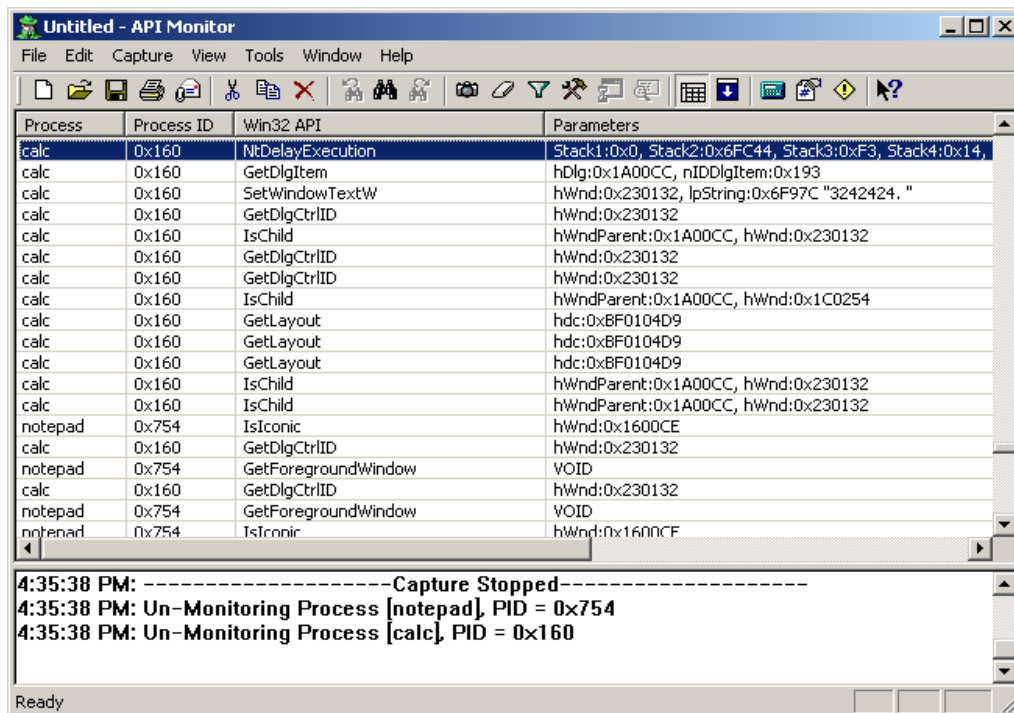 Untitled - API Monitor
File Edit Capture View Tools Window Help
Process Process ID Win32 API Parameters
calc 0x160 NtDelayExecution Stack1:0x0, Stack2:0x6FC44, Stack3:0xF3, Stack4:0x14,
calc 0x160 GetDlgItem hDlg:0x1A00CC, nIDDlgItem:0x193
calc 0x160 SetWindowTextW hWnd:0x230132, lpString:0x6F97C "3242424. "
calc 0x160 GetDlgCtrlID hWnd:0x230132
calc 0x160 IsChild hWndParent:0x1A00CC, hWnd:0x230132
calc 0x160 GetDlgCtrlID hWnd:0x230132
calc 0x160 GetDlgCtrlID hWnd:0x230132
calc 0x160 IsChild hWndParent:0x1A00CC, hWnd:0x1C0254
calc 0x160 GetLayout hdc:0xBF0104D9
calc 0x160 GetLayout hdc:0xBF0104D9
calc 0x160 GetLayout hdc:0xBF0104D9
calc 0x160 IsChild hWndParent:0x1A00CC, hWnd:0x230132
calc 0x160 IsChild hWndParent:0x1A00CC, hWnd:0x230132
notepad 0x754 IsIconic hWnd:0x1600CE
calc 0x160 GetDlgCtrlID hWnd:0x230132
notepad 0x754 GetForegroundWindow VOID
calc 0x160 GetDlgCtrlID hWnd:0x230132
notepad 0x754 GetForegroundWindow VOID
notepad 0x754 IsIconic hWnd:0x1600CE
4:35:38 PM: --------------------Capture Stopped--------------------
4:35:38 PM: Un-Monitoring Process [notepad], PID = 0x754
4:35:38 PM: Un-Monitoring Process [calc], PID = 0x160
Ready